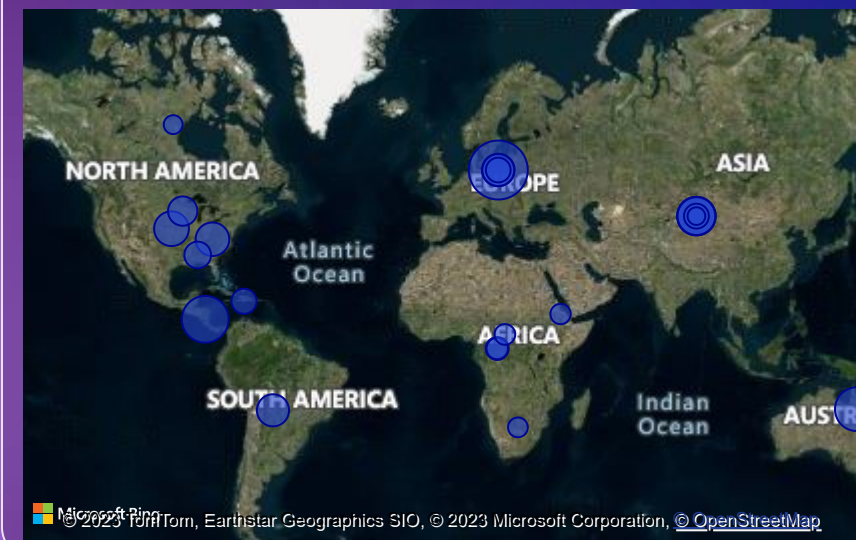 NORTH AMERICA
ASIA
EUROPE
Atlantic
Ocean
AFRICA
SOUTH AMERICA
Indian
Ocean
AUSTR
Microsoft Bing
© 2023 TomTom, Earthstar Geographics SIO, © 2023 Microsoft Corporation, © OpenStreetMap